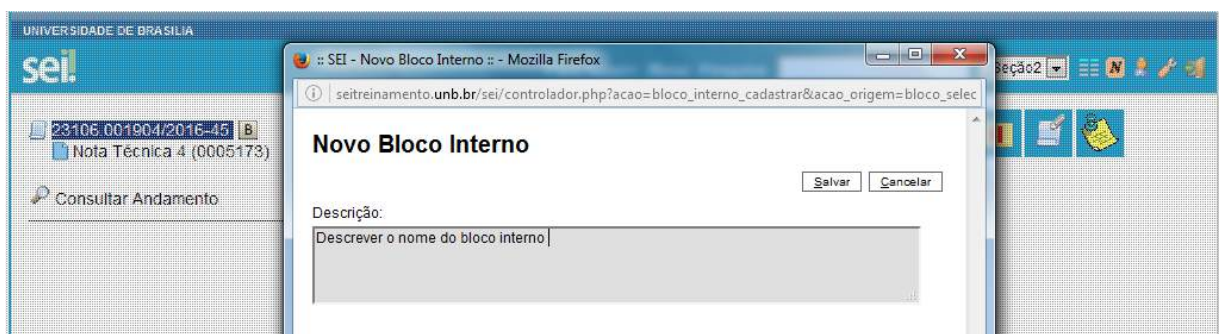 UNIVERSIDADE DE BRASILIA
sei!
:: SEI - Novo Bloco Interno :: - Mozilla Firefox
seitreinamento.unb.br/sei/controlador.php?acao=bloco_interno_cadastrar&acao_origem=bloco_selec
Seção2
N
23106.001904/2016-45 B
Nota Técnica 4 (0005173)
Consultar Andamento
Novo Bloco Interno
Salvar Cancelar
Descrição:
Descrever o nome do bloco interno